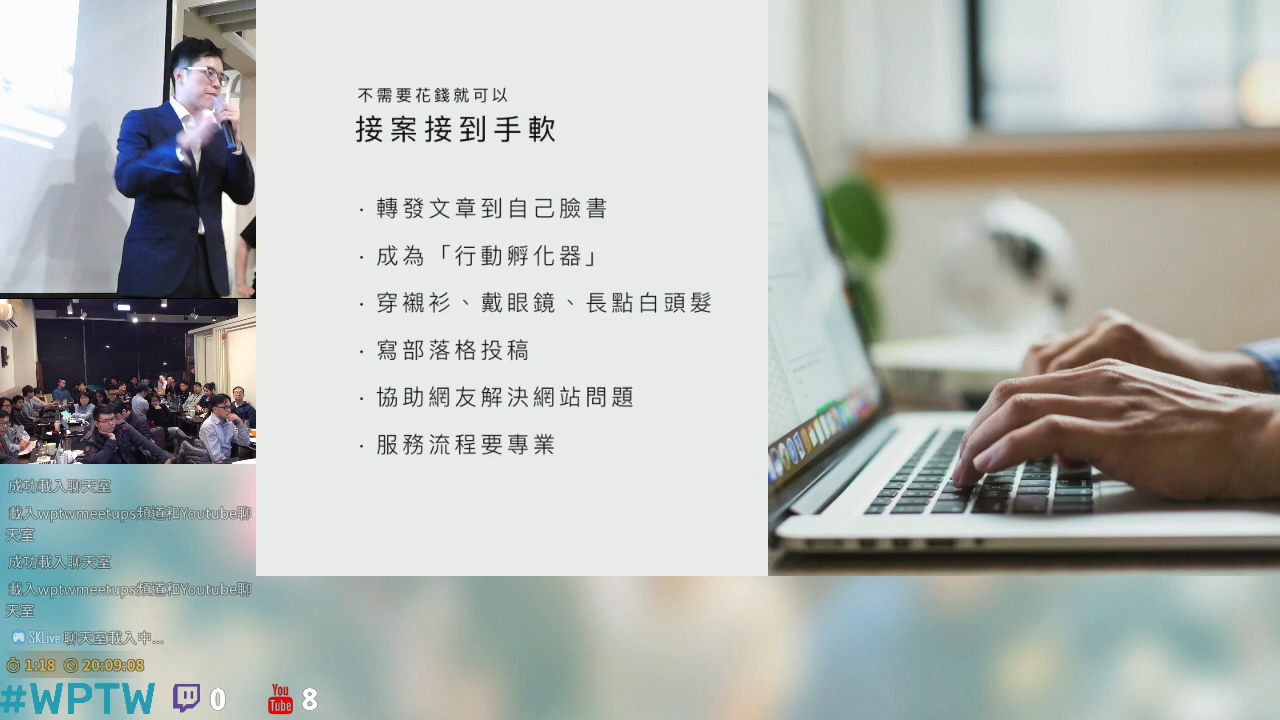 不需要花錢就可以
接案接到手軟
· 轉發文章到自己臉書
· 成為「行動孵化器」
· 穿襯衫、戴眼鏡、長點白頭髮
· 寫部落格投稿
· 協助網友解決網站問題
· 服務流程要專業
成功載入聊天室
載入wptwmeetups頻道和Youtube聊
天室
成功載入聊天室
載入wptwmeetups頻道和Youtube聊
天室
SKLive 聊天室載入中...
1:18 20:09:08
#WPTW 0 You Tube 8